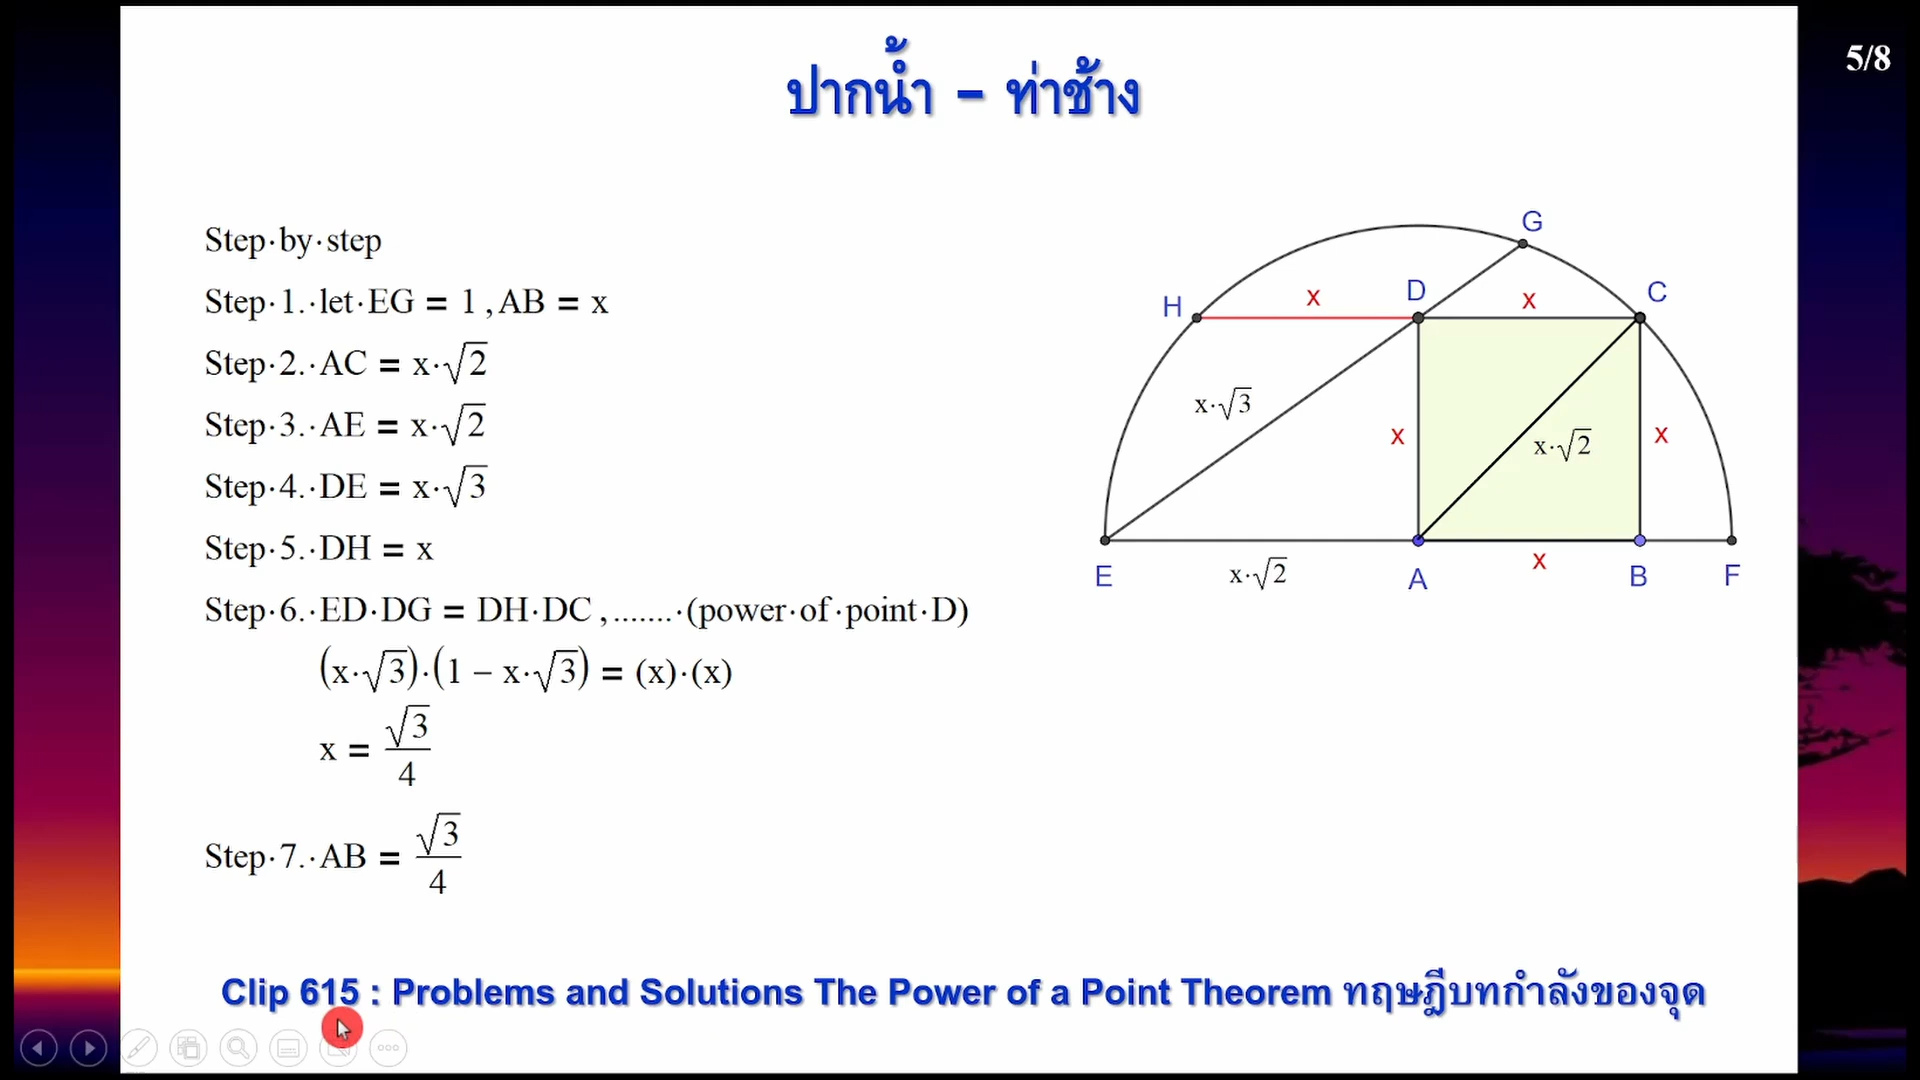 5/8
ปากน้ำ - ท่าช้าง
Step·by·step
Step·1.·let·EG = 1 , AB = x
Step·2.·AC = x·√2
Step·3.·AE = x·√2
Step·4.·DE = x·√3
Step·5.·DH = x
Step·6.·ED·DG = DH·DC , .......·(power·of·point·D)
(x·√3)·(1 − x·√3) = (x)·(x)
x = √3/4
Step·7.·AB = √3/4
G
H
x
D
x
C
x·√3
x
x·√2
x
E
x·√2
A
x
B
F
Clip 615 : Problems and Solutions The Power of a Point Theorem ทฤษฎีบทกำลังของจุด